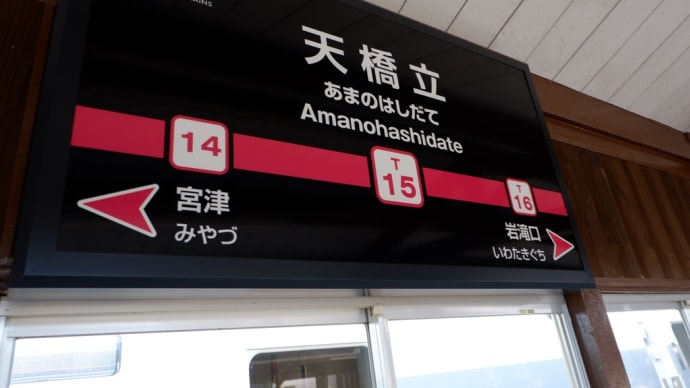 天橋立
あまのはしだて
Amanohashidate
14
T
15
T
16
宮津
みやづ
岩滝口
いわたきぐち